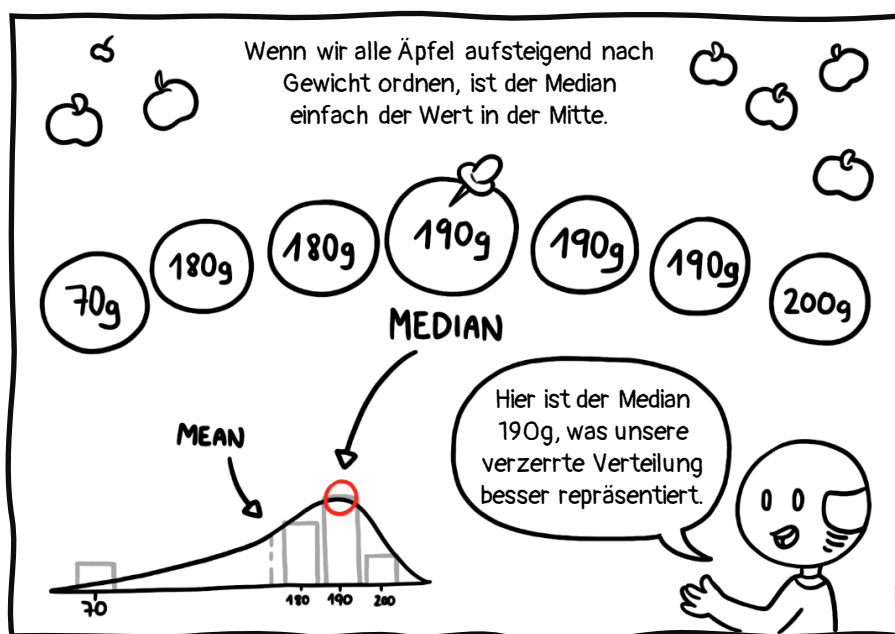 Wenn wir alle Äpfel aufsteigend nach
Gewicht ordnen, ist der Median
einfach der Wert in der Mitte.
70g
180g
180g
190g
190g
190g
200g
MEDIAN
MEAN
Hier ist der Median
190g, was unsere
verzerrte Verteilung
besser repräsentiert.
70
180
190
200